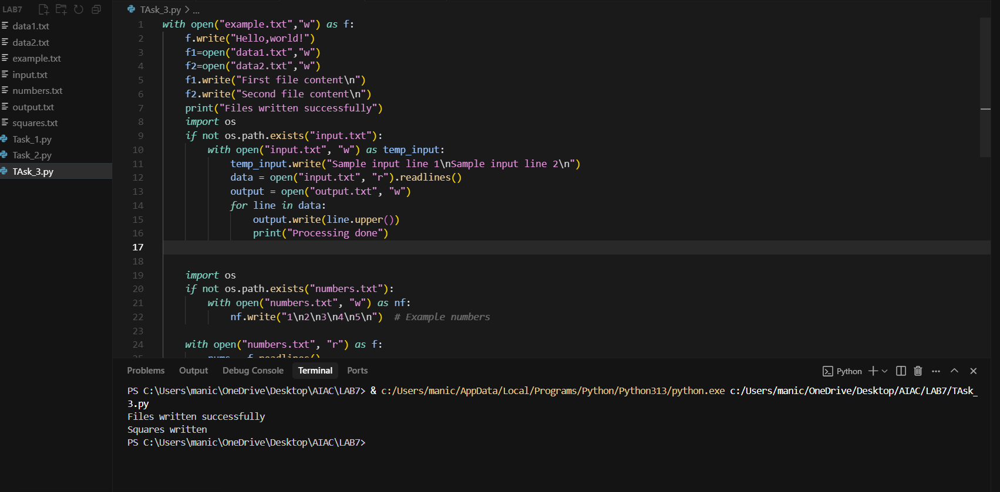 LAB7
data1.txt
data2.txt
example.txt
input.txt
numbers.txt
output.txt
squares.txt
Task_1.py
Task_2.py
TAsk_3.py
TAsk_3.py > ...
1 with open("example.txt","w") as f:
2 f.write("Hello,world!")
3 f1=open("data1.txt","w")
4 f2=open("data2.txt","w")
5 f1.write("First file content\n")
6 f2.write("Second file content\n")
7 print("Files written successfully")
8 import os
9 if not os.path.exists("input.txt"):
10 with open("input.txt", "w") as temp_input:
11 temp_input.write("Sample input line 1\nSample input line 2\n")
12 data = open("input.txt", "r").readlines()
13 output = open("output.txt", "w")
14 for line in data:
15 output.write(line.upper())
16 print("Processing done")
17
18
19 import os
20 if not os.path.exists("numbers.txt"):
21 with open("numbers.txt", "w") as nf:
22 nf.write("1\n2\n3\n4\n5\n")  # Example numbers
23
24 with open("numbers.txt", "r") as f:
25 nums = f.readlines()
Problems Output Debug Console Terminal Ports
Python
PS C:\Users\manic\OneDrive\Desktop\AIAC\LAB7> & c:/Users/manic/AppData/Local/Programs/Python/Python313/python.exe c:/Users/manic/OneDrive/Desktop/AIAC/LAB7/TAsk_
3.py
Files written successfully
Squares written
PS C:\Users\manic\OneDrive\Desktop\AIAC\LAB7>